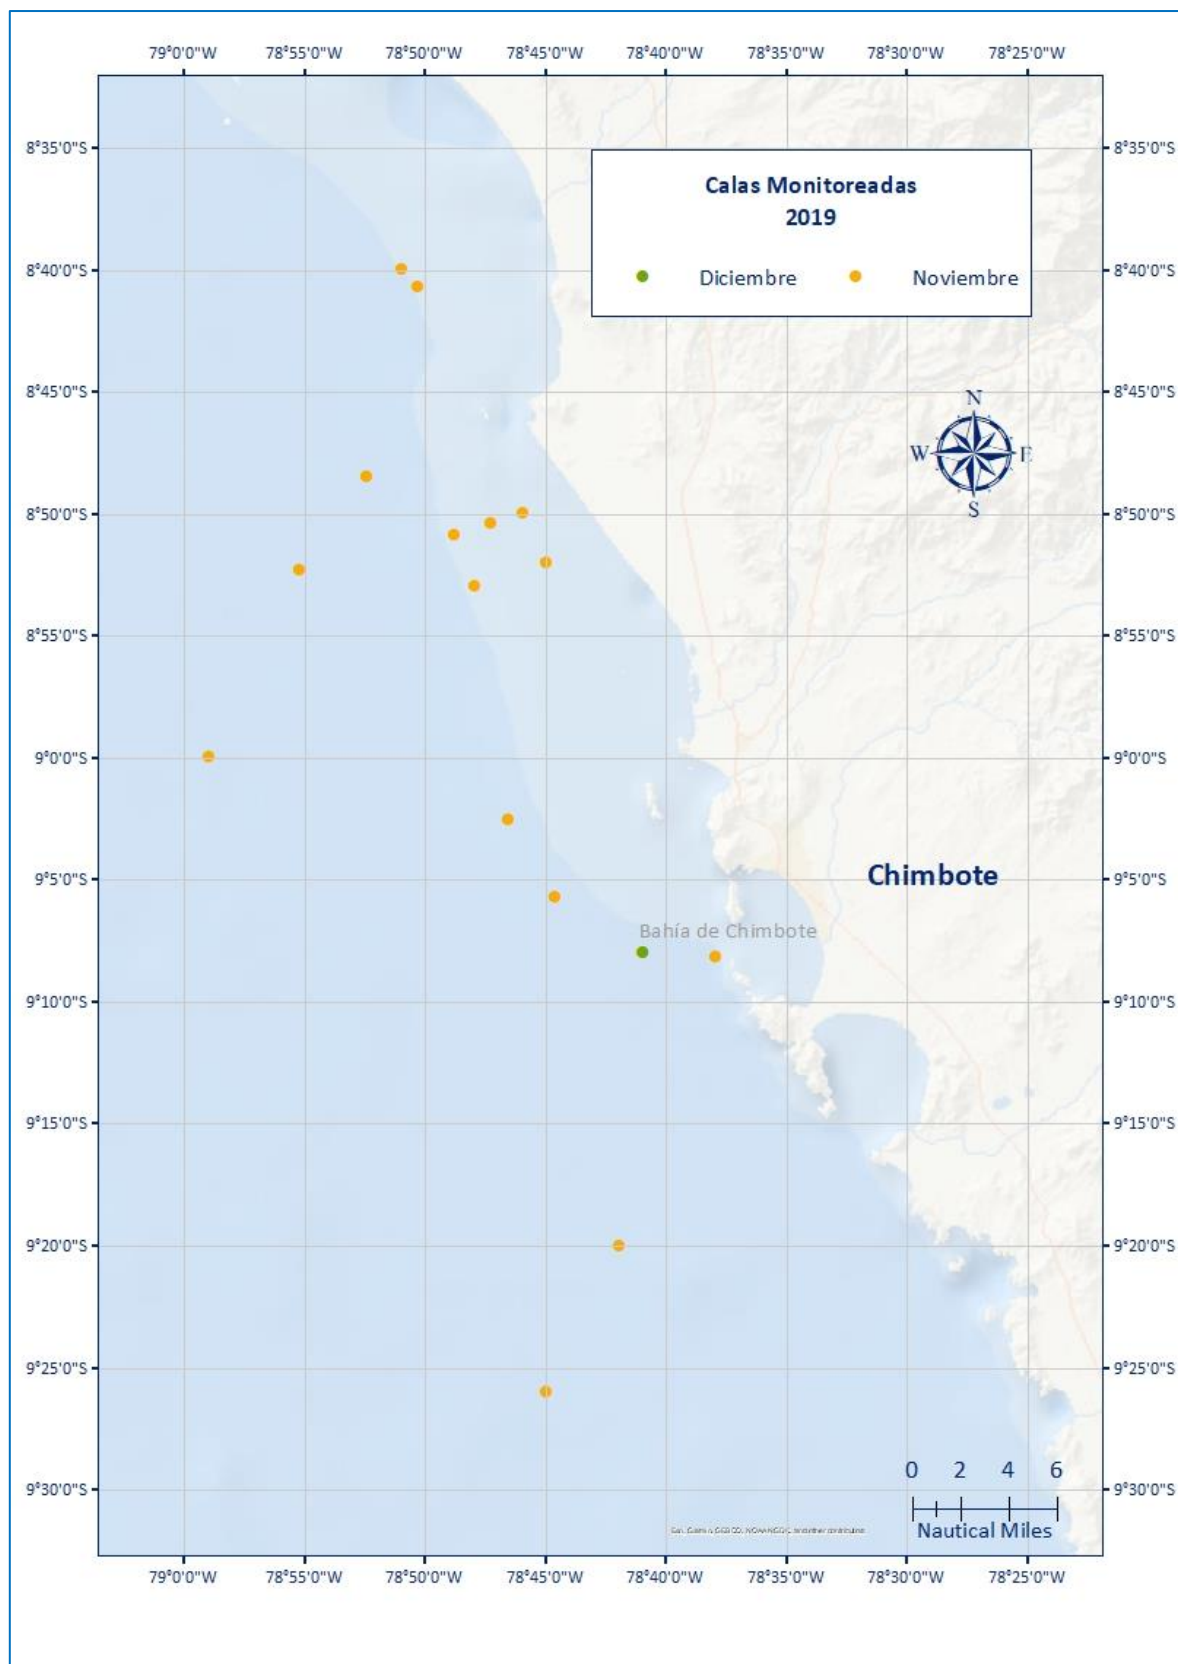 79°0'0"W 78°55'0"W 78°50'0"W 78°45'0"W 78°40'0"W 78°35'0"W 78°30'0"W 78°25'0"W
8°35'0"S 8°35'0"S
Calas Monitoreadas
2019
8°40'0"S 8°40'0"S
Diciembre Noviembre
8°45'0"S 8°45'0"S
N
W E
S
8°50'0"S 8°50'0"S
8°55'0"S 8°55'0"S
9°0'0"S 9°0'0"S
Chimbote
9°5'0"S 9°5'0"S
Bahía de Chimbote
9°10'0"S 9°10'0"S
9°15'0"S 9°15'0"S
9°20'0"S 9°20'0"S
9°25'0"S 9°25'0"S
0 2 4 6
9°30'0"S 9°30'0"S
Nautical Miles
79°0'0"W 78°55'0"W 78°50'0"W 78°45'0"W 78°40'0"W 78°35'0"W 78°30'0"W 78°25'0"W